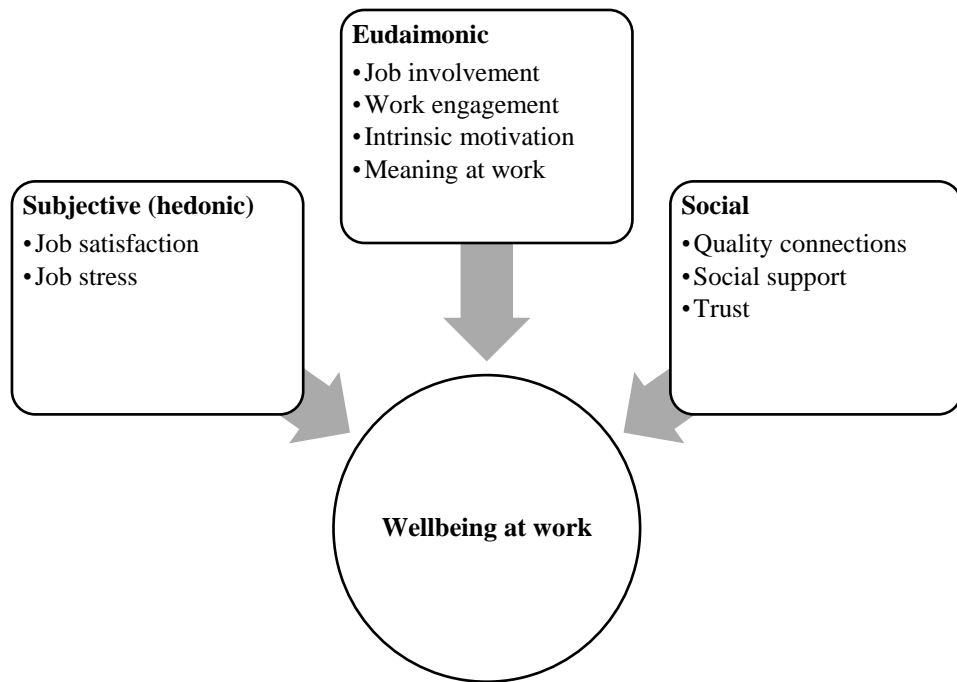 Eudaimonic
•Job involvement
•Work engagement
•Intrinsic motivation
•Meaning at work
Subjective (hedonic)
•Job satisfaction
•Job stress
Social
•Quality connections
•Social support
•Trust
Wellbeing at work